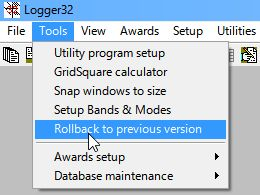 Logger32
File Tools View Awards Setup Utilities
Utility program setup
GridSquare calculator
Snap windows to size
Setup Bands & Modes
Rollback to previous version
Awards setup
Database maintenance